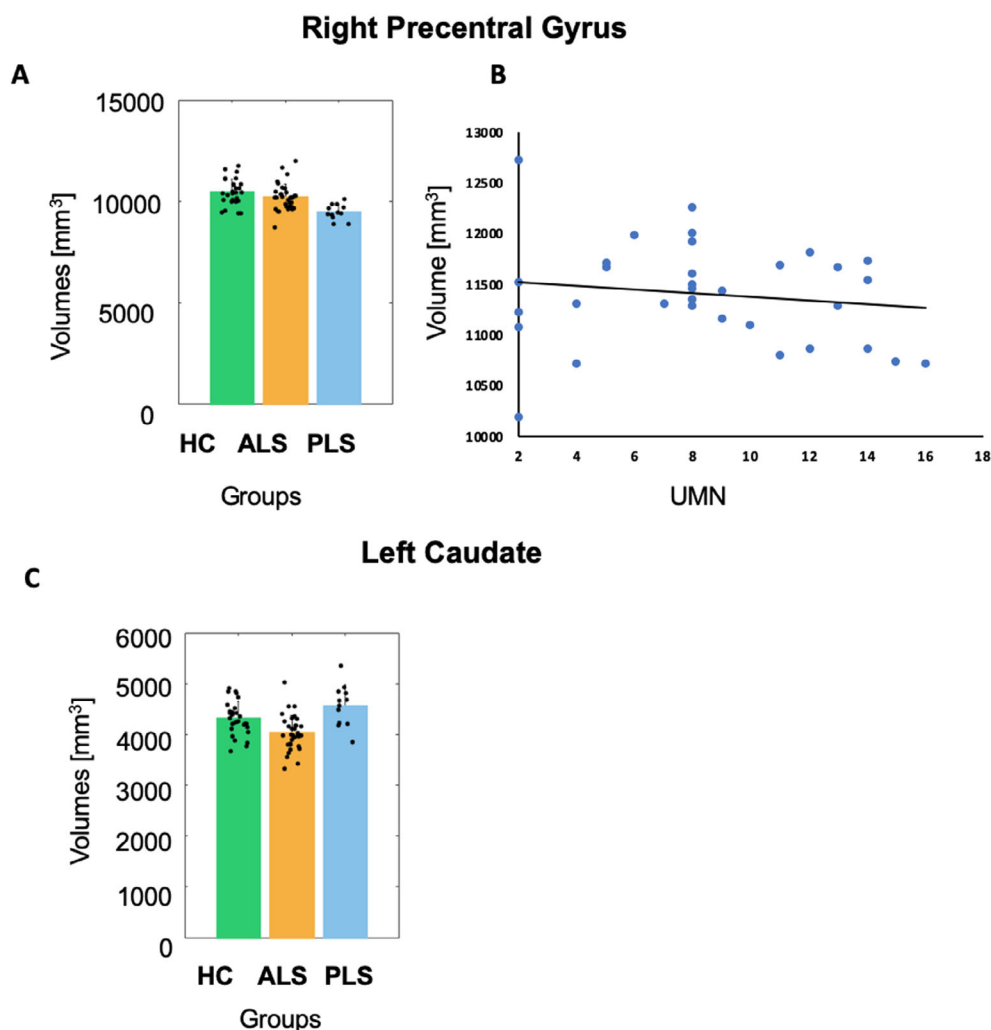 Right Precentral Gyrus
A
B
15000
10000
5000
0
Volumes [mm³]
HC ALS PLS
Groups
13000
12500
12000
11500
11000
10500
10000
Volume [mm³]
2 4 6 8 10 12 14 16 18
UMN
Left Caudate
C
6000
5000
4000
3000
2000
1000
0
Volumes [mm³]
HC ALS PLS
Groups